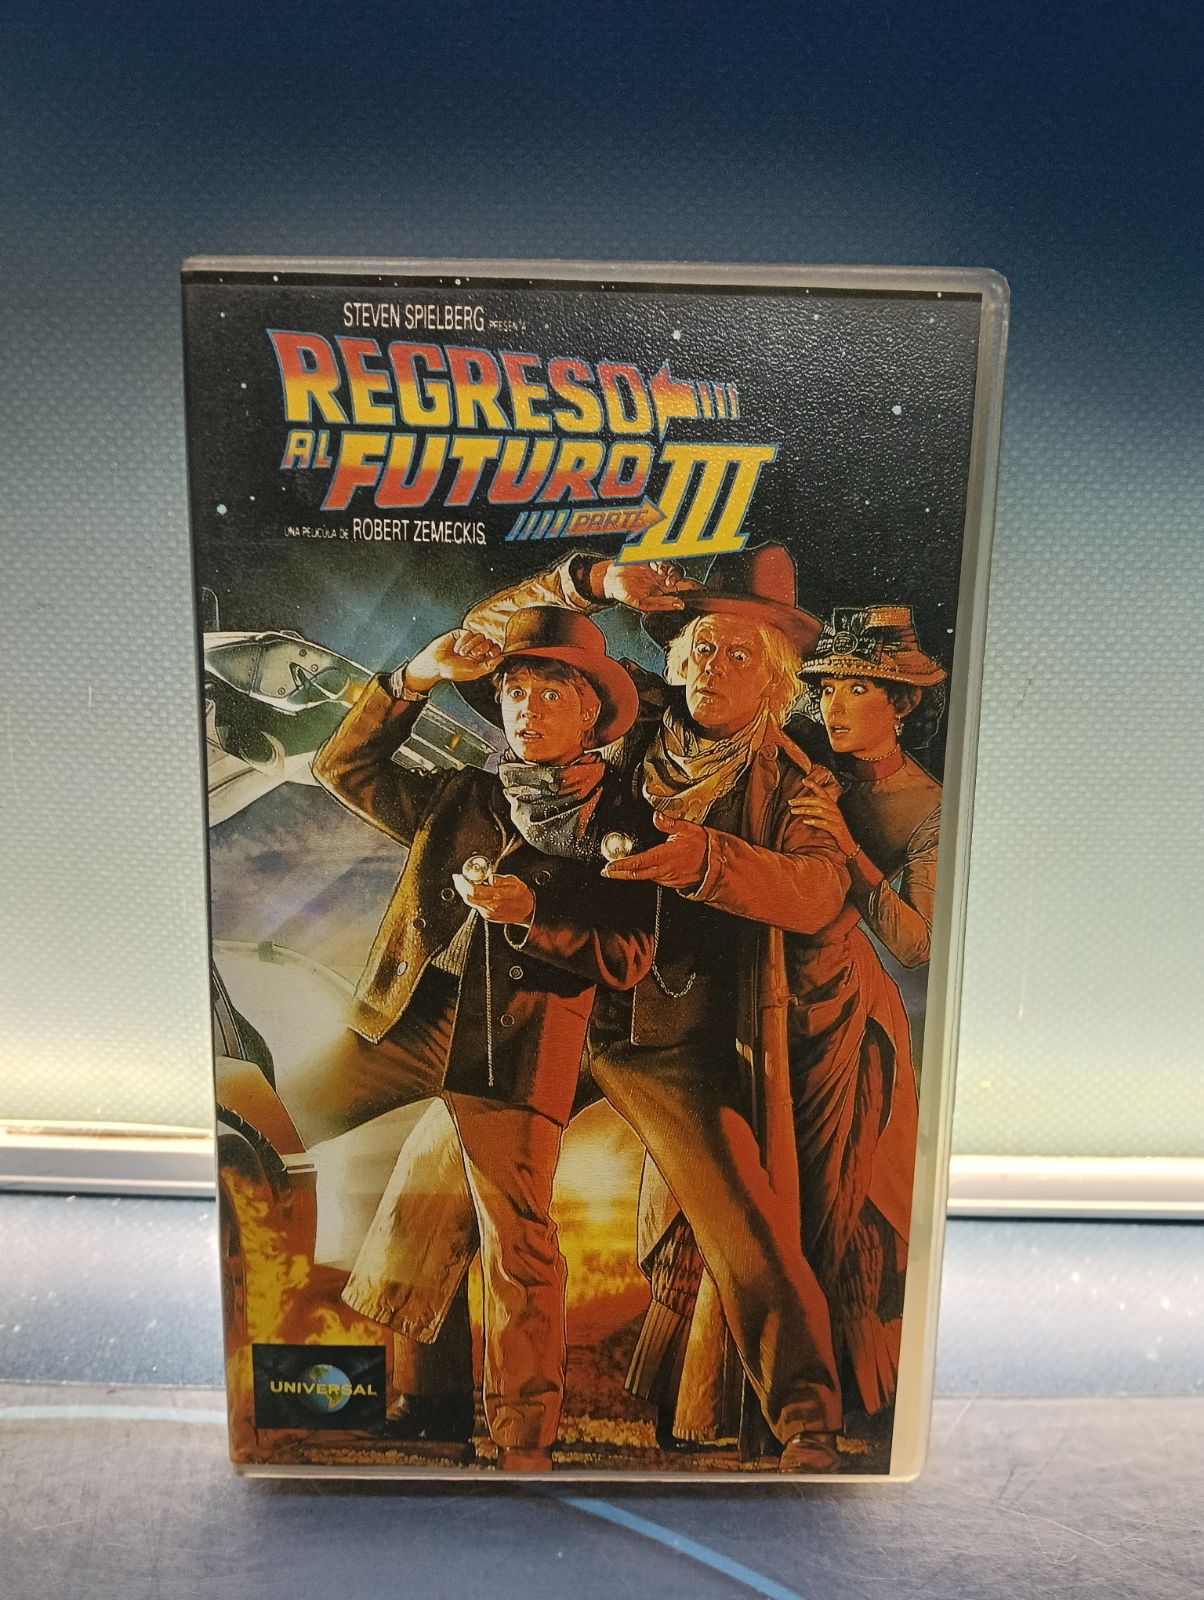 STEVEN SPIELBERG PRESENTA
REGRESO
AL FUTURO
PARTE III
UNA PELICULA DE ROBERT ZEMECKIS
UNIVERSAL